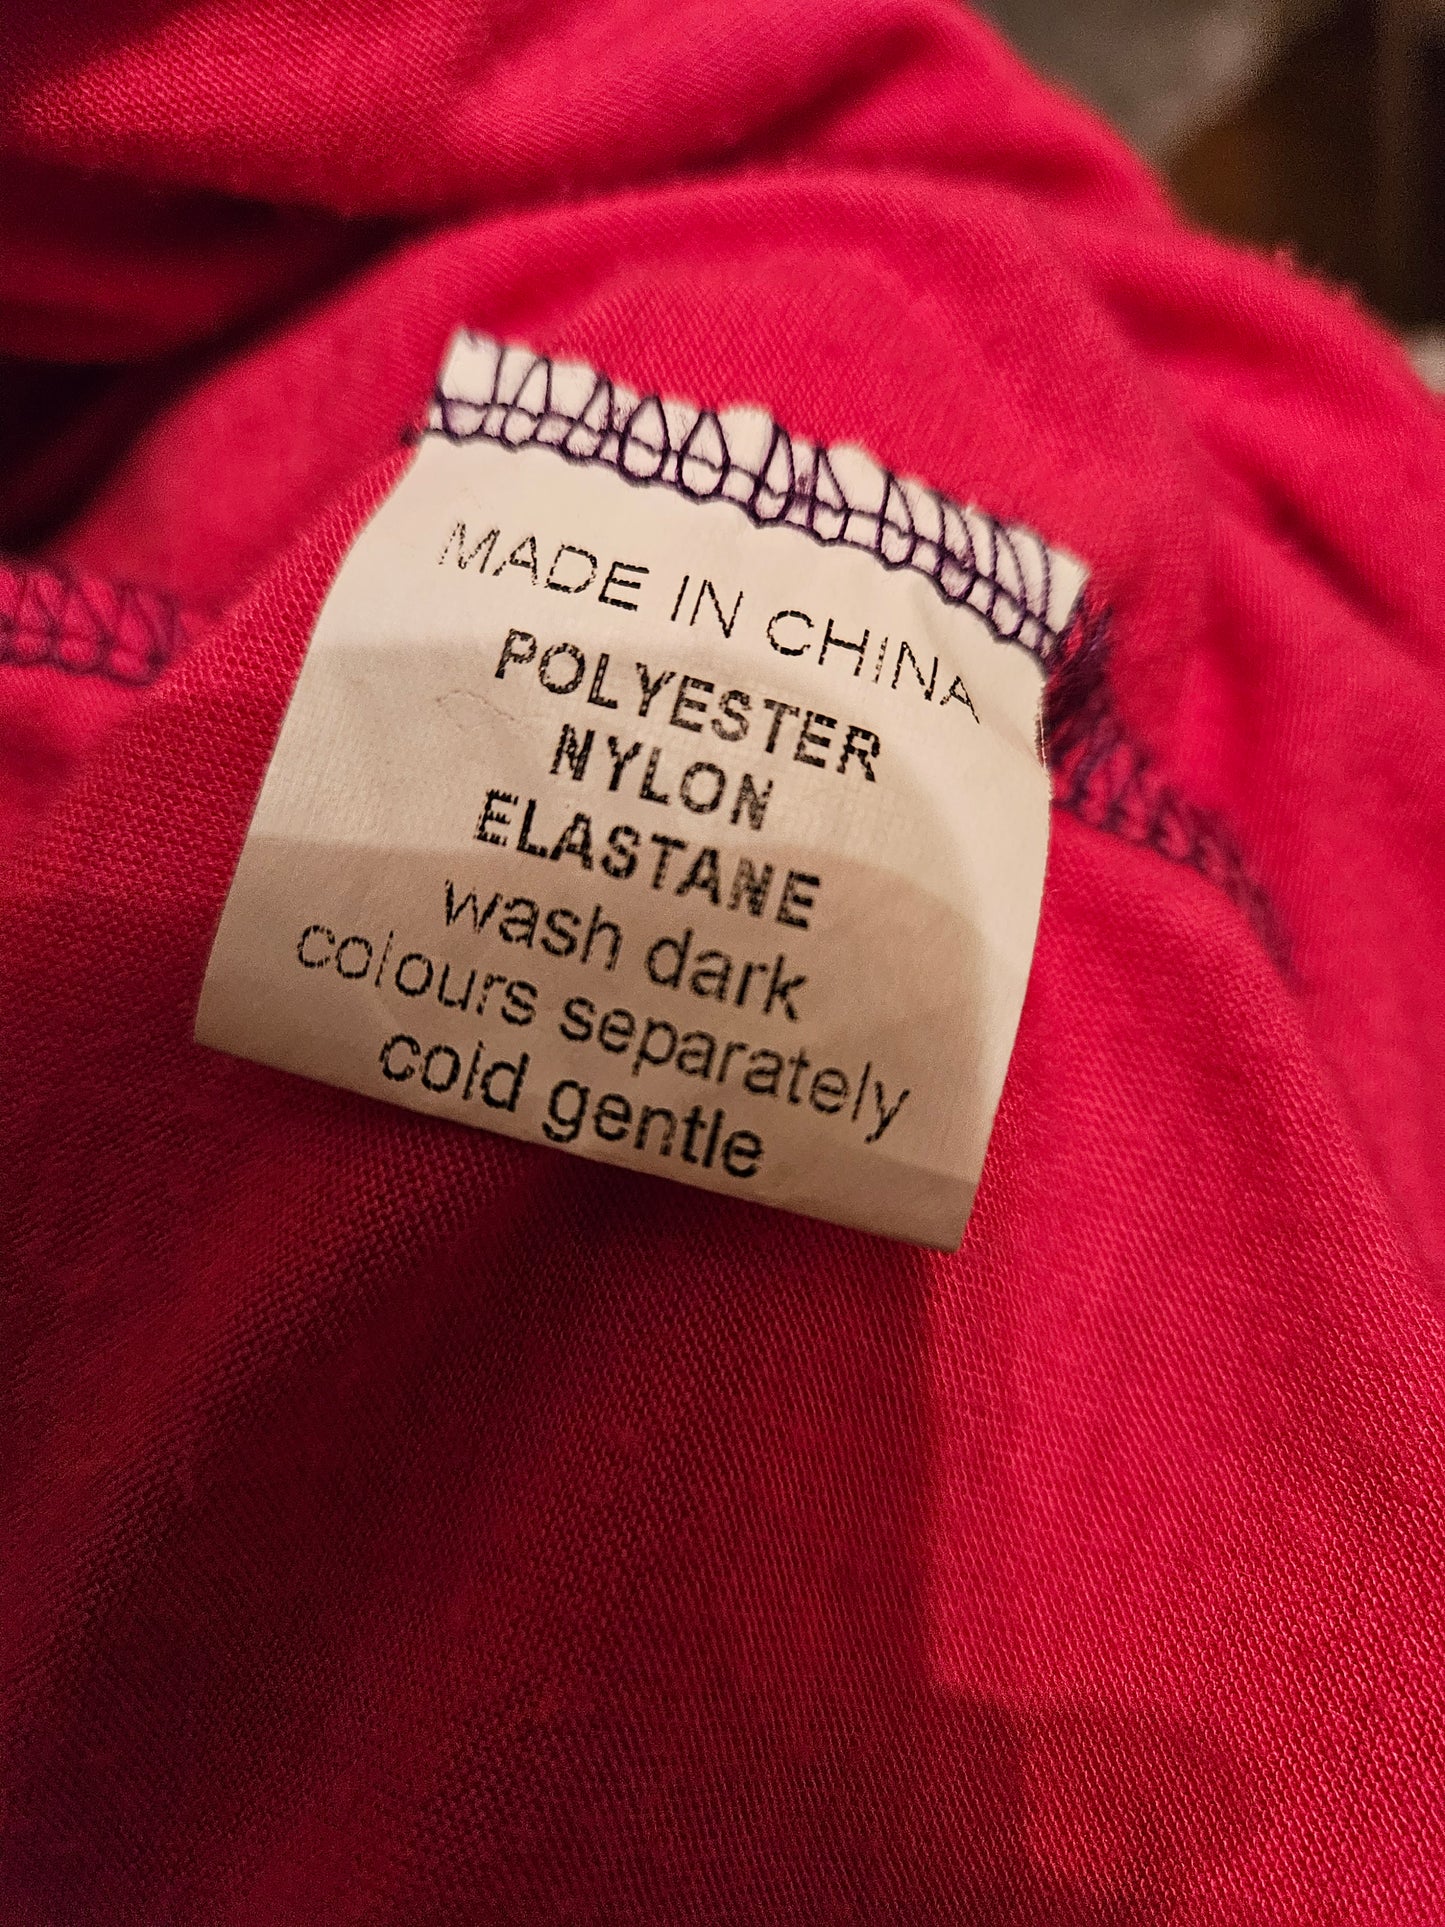 MADE IN CHINA
POLYESTER
NYLON
ELASTANE
wash dark
colours separately
cold gentle